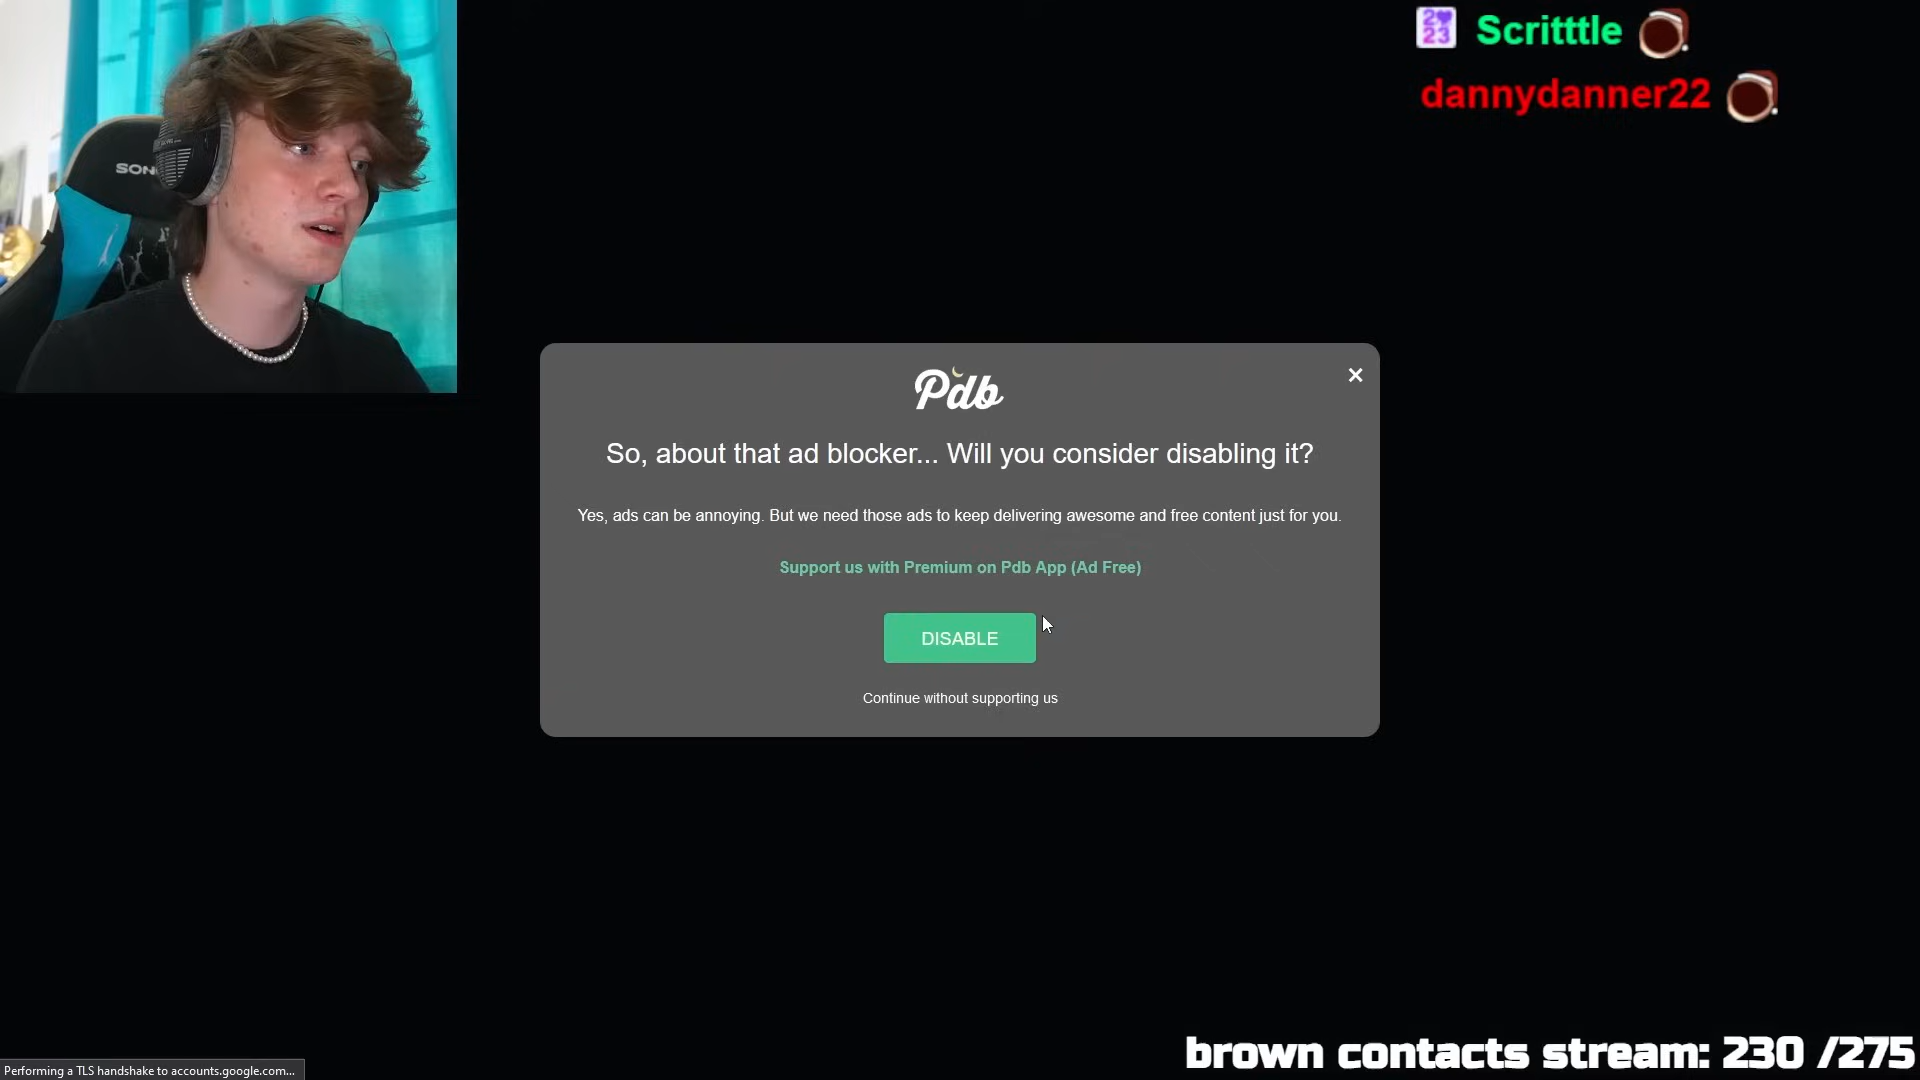 2
23
Scritttle
dannydanner22
SON
Pdb
So, about that ad blocker... Will you consider disabling it?
Yes, ads can be annoying. But we need those ads to keep delivering awesome and free content just for you.
Support us with Premium on Pdb App (Ad Free)
DISABLE
Continue without supporting us
brown contacts stream: 230 /275
Performing a TLS handshake to accounts.google.com...